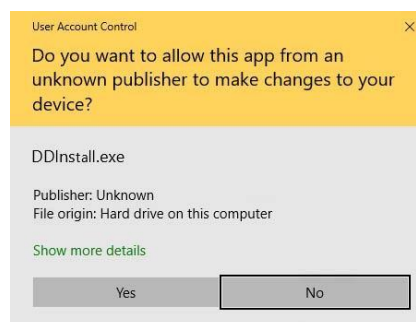 User Account Control
Do you want to allow this app from an
unknown publisher to make changes to your
device?
DDInstall.exe
Publisher: Unknown
File origin: Hard drive on this computer
Show more details
Yes
No